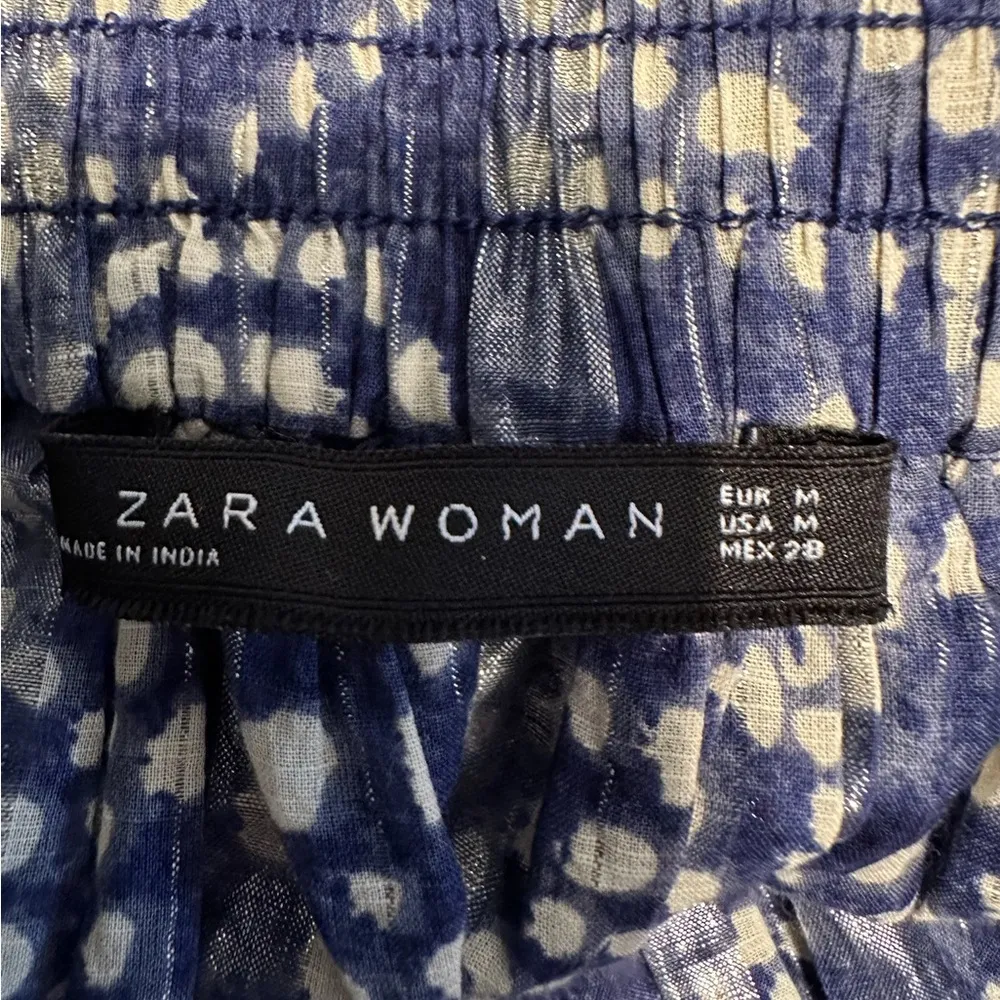 ZARA WOMAN
MADE IN INDIA
EUR M
USA M
MEX 28